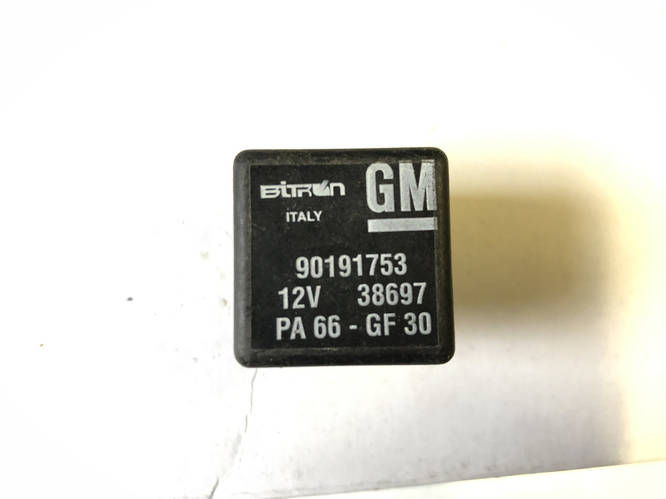 BiTRON
GM
ITALY
90191753
12V 38697
PA 66 - GF 30